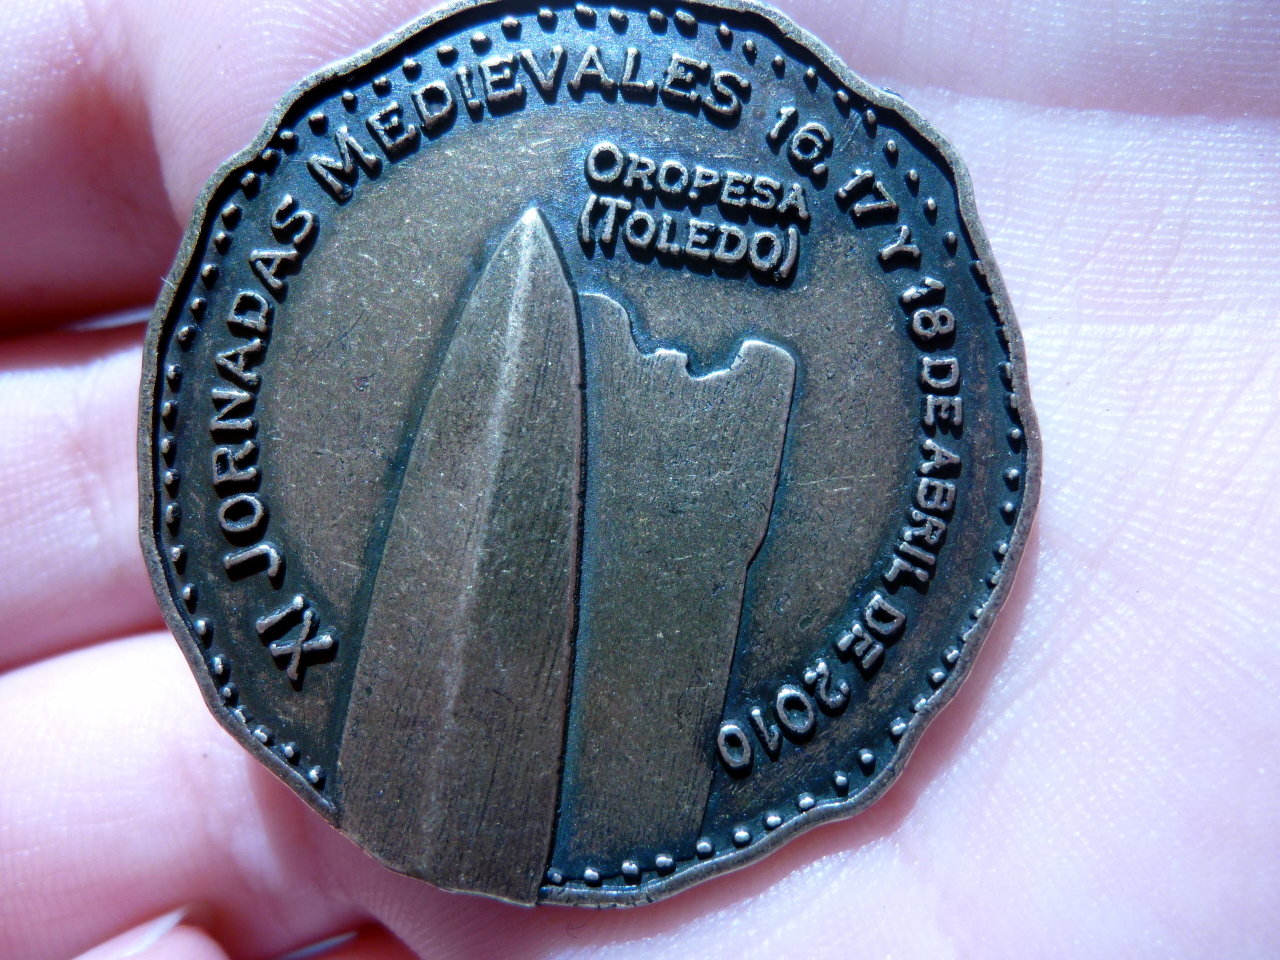 XI JORNADAS MEDIEVALES 16, 17 Y 18 DE ABRIL DE 2010
OROPESA
(TOLEDO)